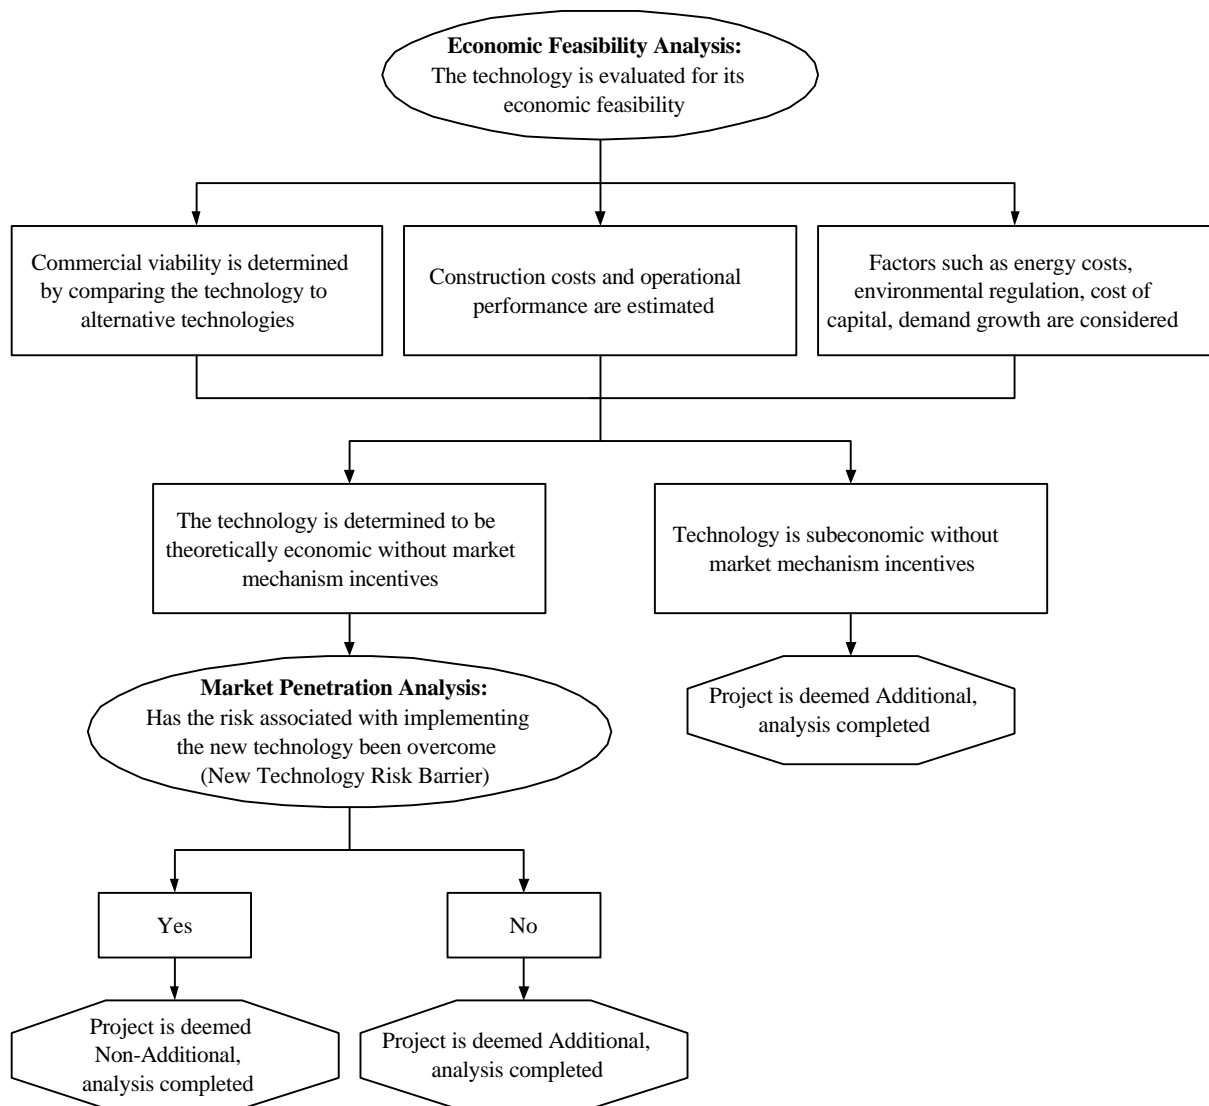 Economic Feasibility Analysis:
The technology is evaluated for its
economic feasibility
Commercial viability is determined
by comparing the technology to
alternative technologies
Construction costs and operational
performance are estimated
Factors such as energy costs,
environmental regulation, cost of
capital, demand growth are considered
The technology is determined to be
theoretically economic without market
mechanism incentives
Technology is subeconomic without
market mechanism incentives
Market Penetration Analysis:
Has the risk associated with implementing
the new technology been overcome
(New Technology Risk Barrier)
Project is deemed Additional,
analysis completed
Yes
No
Project is deemed
Non-Additional,
analysis completed
Project is deemed Additional,
analysis completed